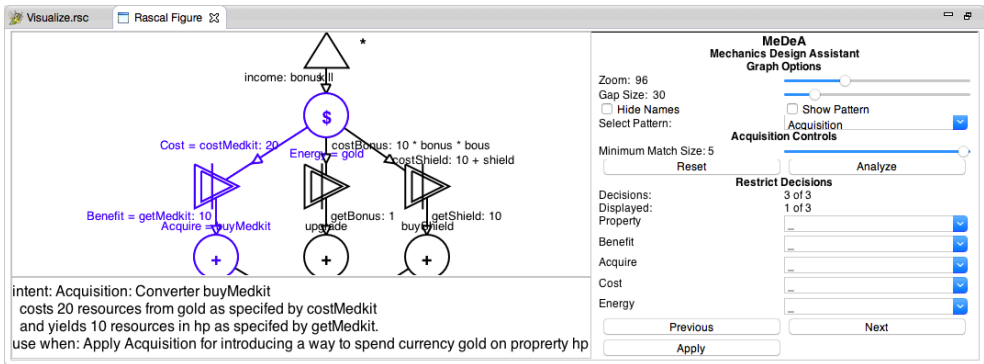 Visualize.rsc
Rascal Figure
*
income: bonuskill
$
Cost = costMedkit: 20
costBonus: 10 * bonus * bous
Energy = gold
costShield: 10 + shield
Benefit = getMedkit: 10
getBonus: 1
getShield: 10
Acquire = buyMedkit
upgrade
buyShield
+ + +
intent: Acquisition: Converter buyMedkit
costs 20 resources from gold as specifed by costMedkit
and yields 10 resources in hp as specifed by getMedkit.
use when: Apply Acquisition for introducing a way to spend currency gold on proprerty hp
MeDeA
Mechanics Design Assistant
Graph Options
Zoom: 96
Gap Size: 30
Hide Names
Show Pattern
Select Pattern:
Acquisition
Acquisition Controls
Minimum Match Size: 5
Reset
Analyze
Restrict Decisions
Decisions: 3 of 3
Displayed: 1 of 3
Property _
Benefit _
Acquire _
Cost _
Energy _
Previous
Next
Apply